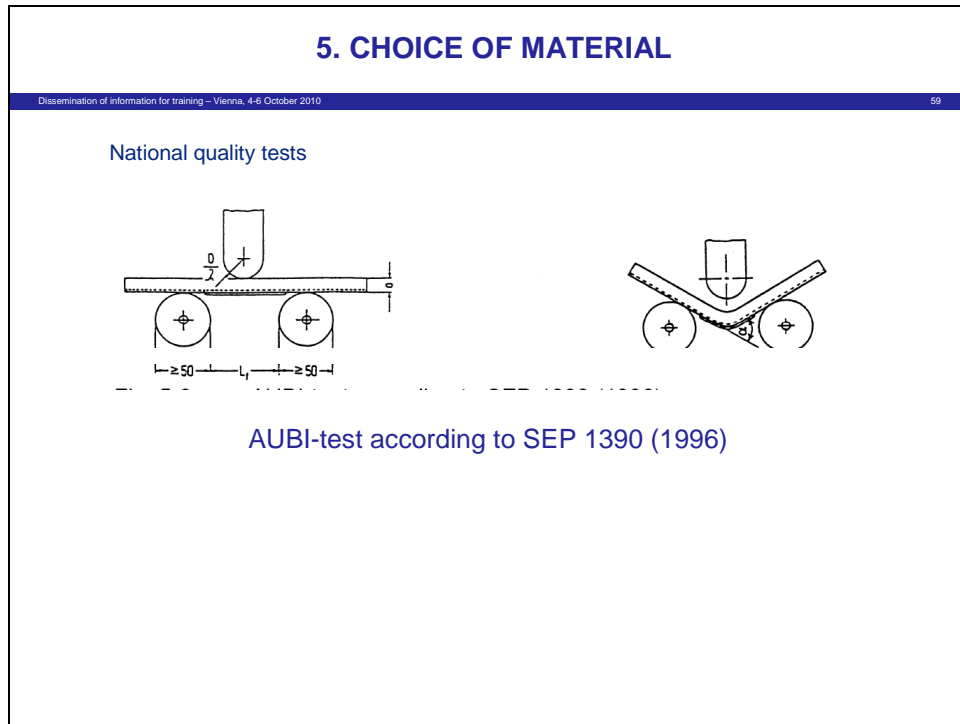 5. CHOICE OF MATERIAL
Dissemination of information for training – Vienna, 4-6 October 2010 59
National quality tests
D
2
a
α
≥50 L₁ ≥50
AUBI-test according to SEP 1390 (1996)